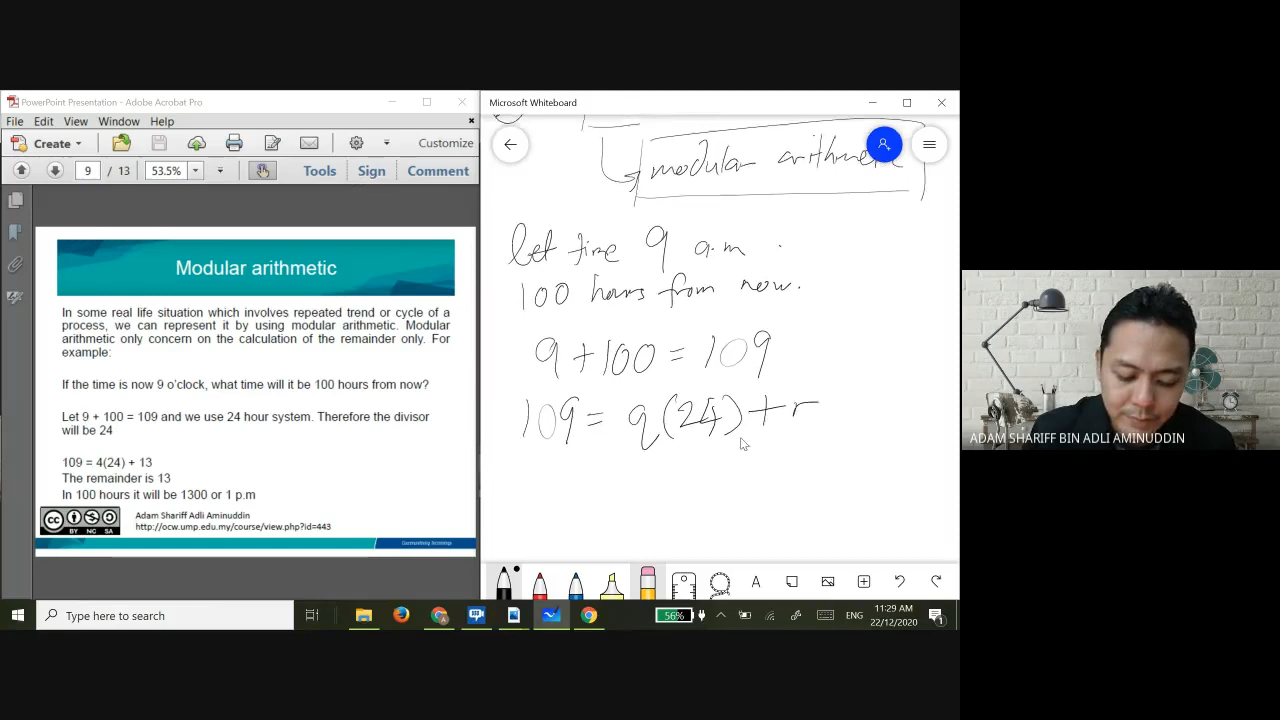 PowerPoint Presentation - Adobe Acrobat Pro
File Edit View Window Help
Create
Customize
9 / 13
53.5%
Tools
Sign
Comment
Modular arithmetic
In some real life situation which involves repeated trend or cycle of a
process, we can represent it by using modular arithmetic. Modular
arithmetic only concern on the calculation of the remainder only. For
example:
If the time is now 9 o'clock, what time will it be 100 hours from now?
Let 9 + 100 = 109 and we use 24 hour system. Therefore the divisor
will be 24
109 = 4(24) + 13
The remainder is 13
In 100 hours it will be 1300 or 1 p.m
cc
BY NC SA
Adam Shariff Adli Aminuddin
http://ocw.ump.edu.my/course/view.php?id=443
Microsoft Whiteboard
modular
let time 9 a.m.
100 hours from now.
9 + 100 = 109
109 = q(24) + r
A
ADAM SHARIFF BIN ADLI AMINUDDIN
Type here to search
56%
ENG
11:29 AM
22/12/2020
1